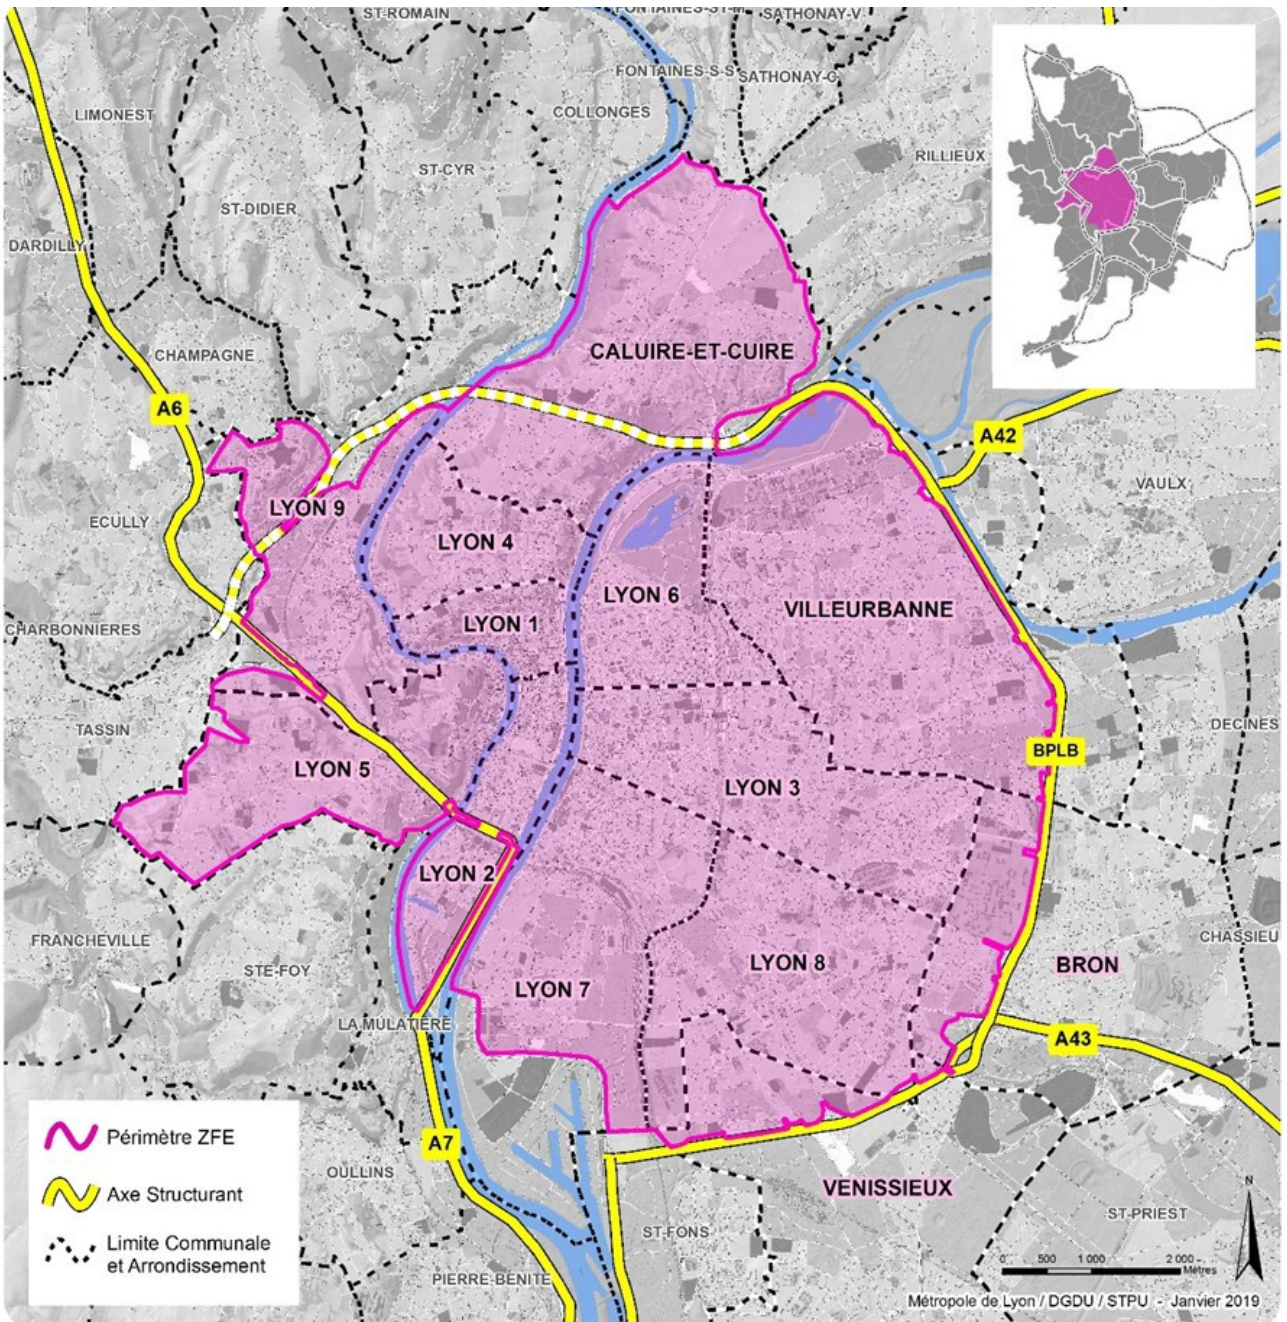 ST-ROMAIN
FONTAINES-ST-M
SATHONAY-V
FONTAINES-S-S
SATHONAY-C
LIMONEST
COLLONGES
RILLIEUX
ST-CYR
ST-DIDIER
DARDILLY
CALUIRE-ET-CUIRE
CHAMPAGNE
A6
A42
VAULX
LYON 9
ECULLY
LYON 4
LYON 6
VILLEURBANNE
LYON 1
CHARBONNIERES
TASSIN
DECINES
BPLB
LYON 5
LYON 3
LYON 2
FRANCHEVILLE
CHASSIEU
STE-FOY
LYON 8
BRON
LYON 7
LA MULATIERE
A43
Périmètre ZFE
A7
OULLINS
VENISSIEUX
Axe Structurant
ST-PRIEST
ST-FONS
Limite Communale
et Arrondissement
N
PIERRE-BENITE
0 500 1 000 2 000
Mètres
Métropole de Lyon / DGDU / STPU - Janvier 2019